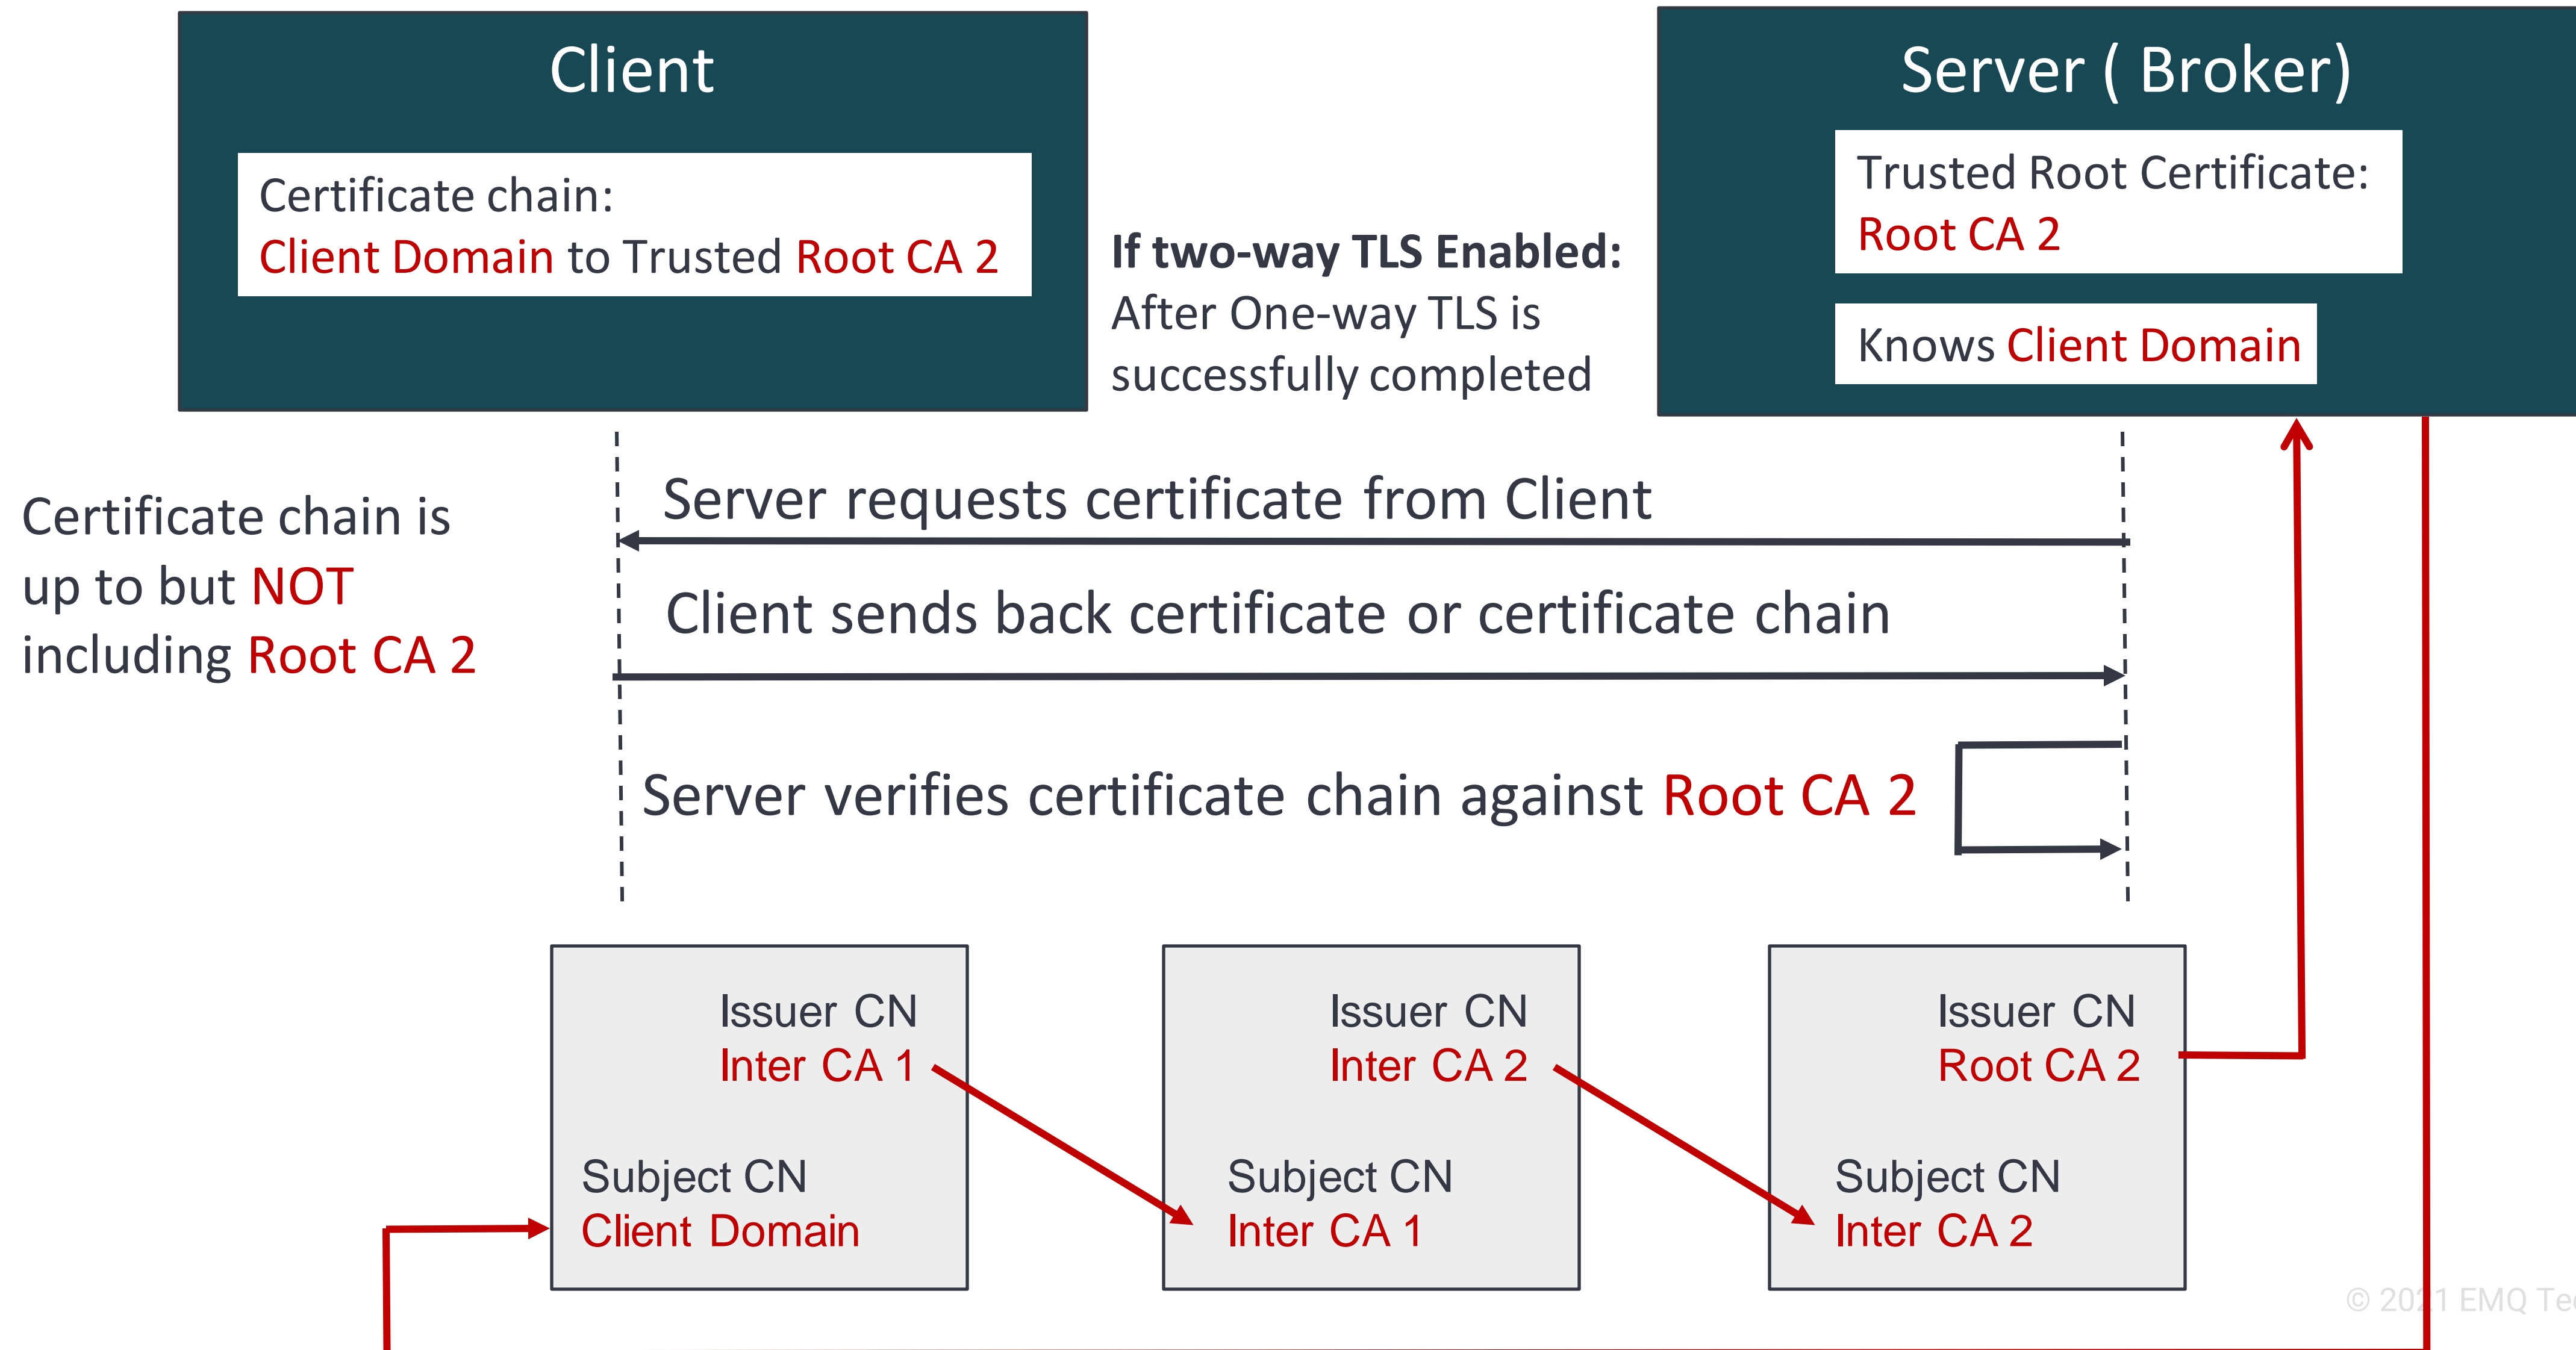 Client
Certificate chain:
Client Domain to Trusted Root CA 2
If two-way TLS Enabled:
After One-way TLS is
successfully completed
Server ( Broker)
Trusted Root Certificate:
Root CA 2
Knows Client Domain
Certificate chain is
up to but NOT
including Root CA 2
Server requests certificate from Client
Client sends back certificate or certificate chain
Server verifies certificate chain against Root CA 2
Issuer CN
Inter CA 1
Subject CN
Client Domain
Issuer CN
Inter CA 2
Subject CN
Inter CA 1
Issuer CN
Root CA 2
Subject CN
Inter CA 2
© 2021 EMQ